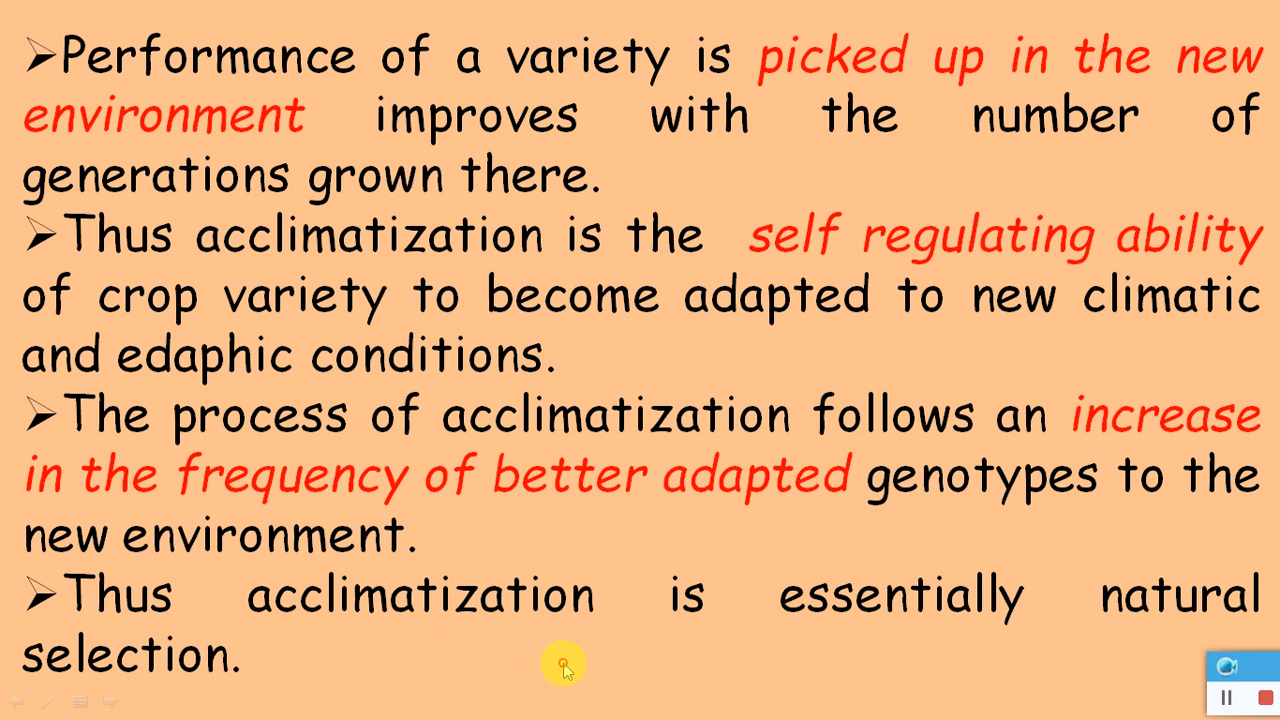 ➢Performance of a variety is picked up in the new
environment improves with the number of
generations grown there.
➢Thus acclimatization is the self regulating ability
of crop variety to become adapted to new climatic
and edaphic conditions.
➢The process of acclimatization follows an increase
in the frequency of better adapted genotypes to the
new environment.
➢Thus acclimatization is essentially natural
selection.